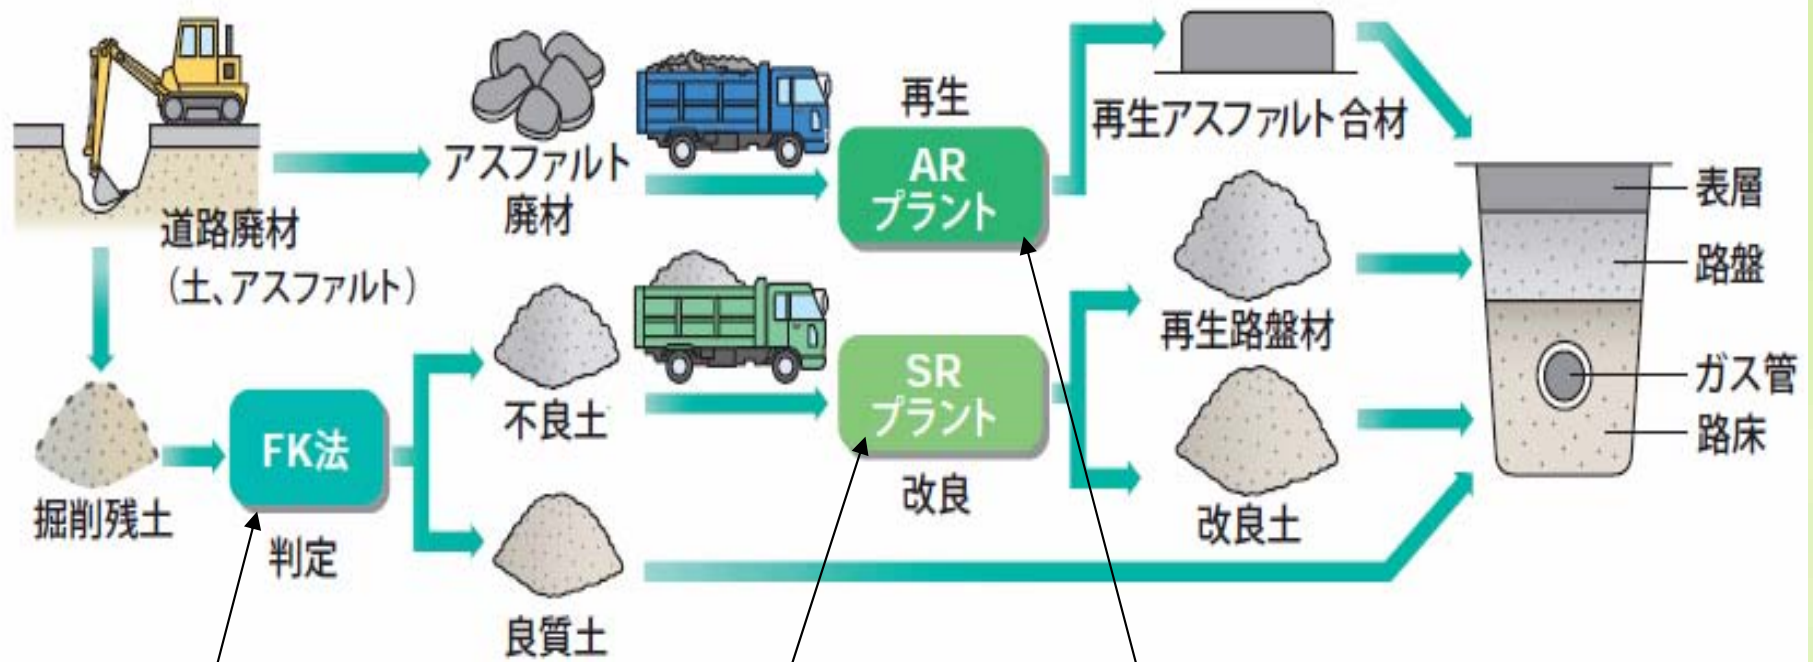 再生
再生アスファルト合材
アスファルト
廃材
AR
プラント
表層
道路廃材
（土、アスファルト）
路盤
再生路盤材
不良土
SR
プラント
ガス管
路床
FK法
掘削残土
判定
改良
改良土
良質土